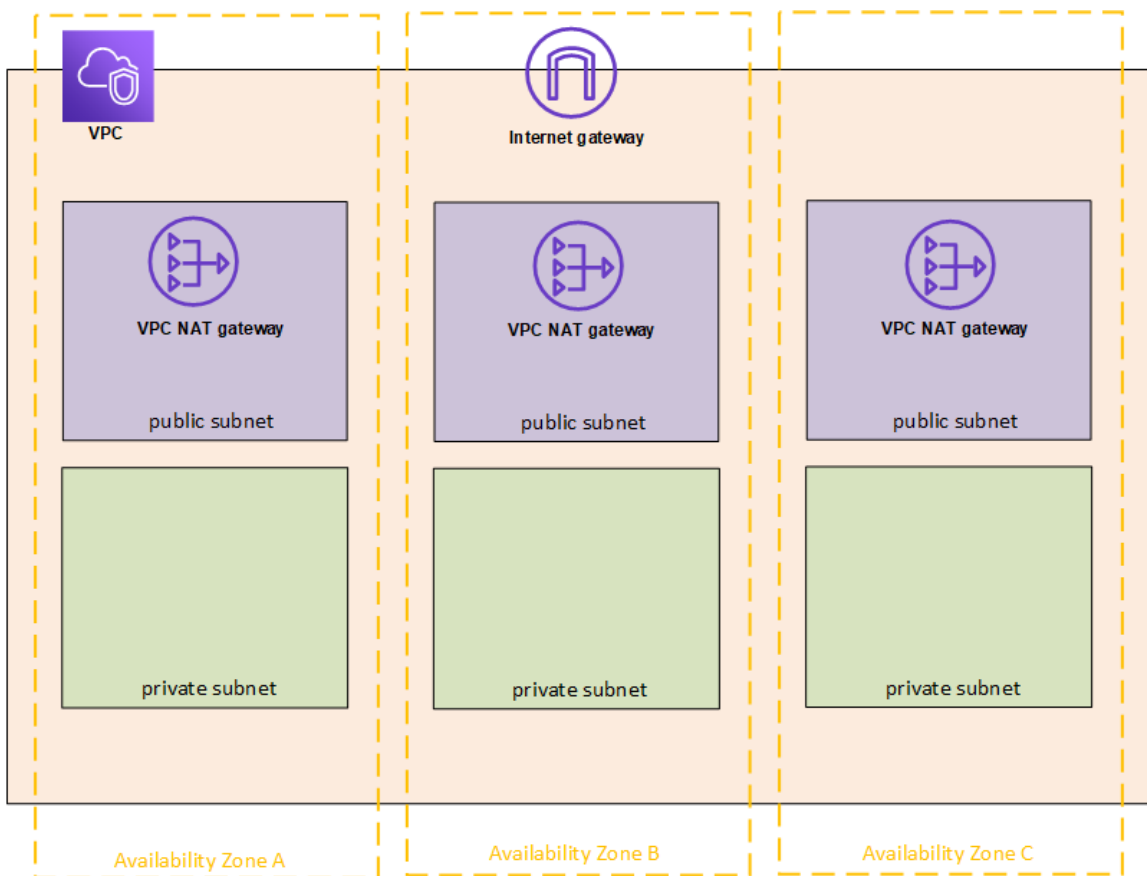 VPC
Internet gateway
VPC NAT gateway
VPC NAT gateway
VPC NAT gateway
public subnet
public subnet
public subnet
private subnet
private subnet
private subnet
Availability Zone A
Availability Zone B
Availability Zone C